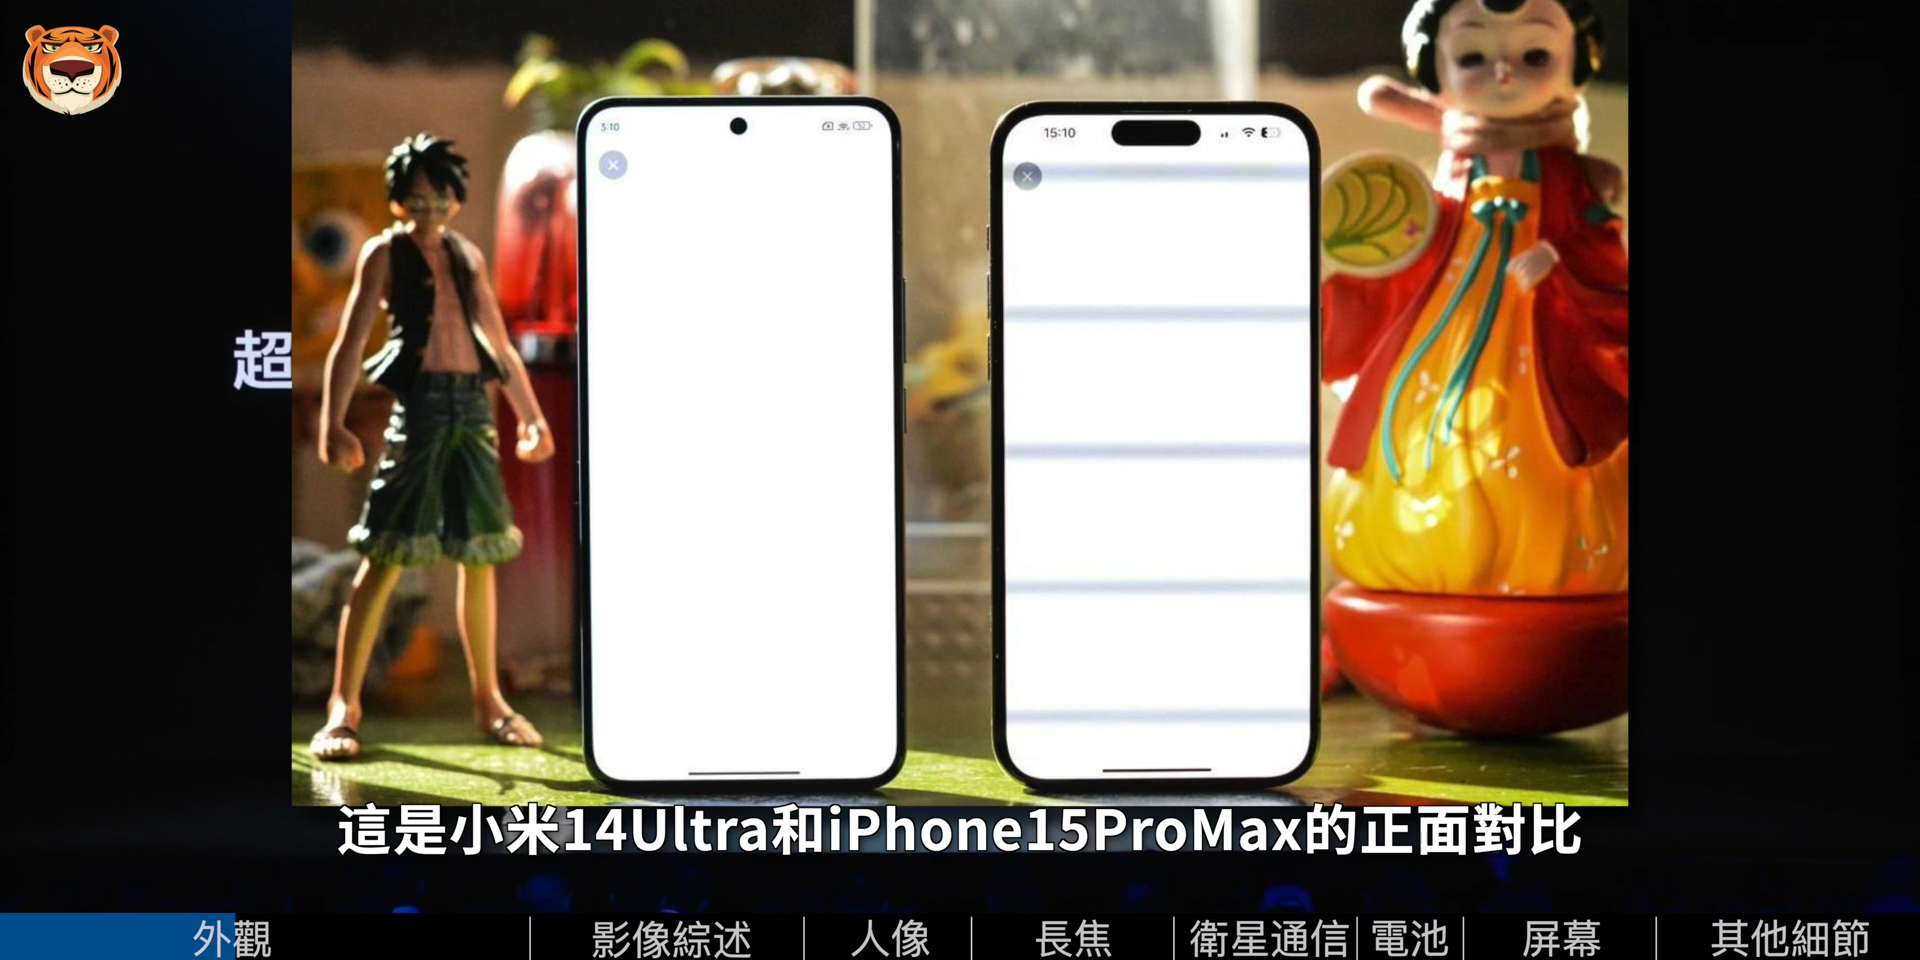 3:10
15:10
超
這是小米14Ultra和iPhone15ProMax的正面對比
外觀
影像綜述
人像
長焦
衛星通信
電池
屏幕
其他細節